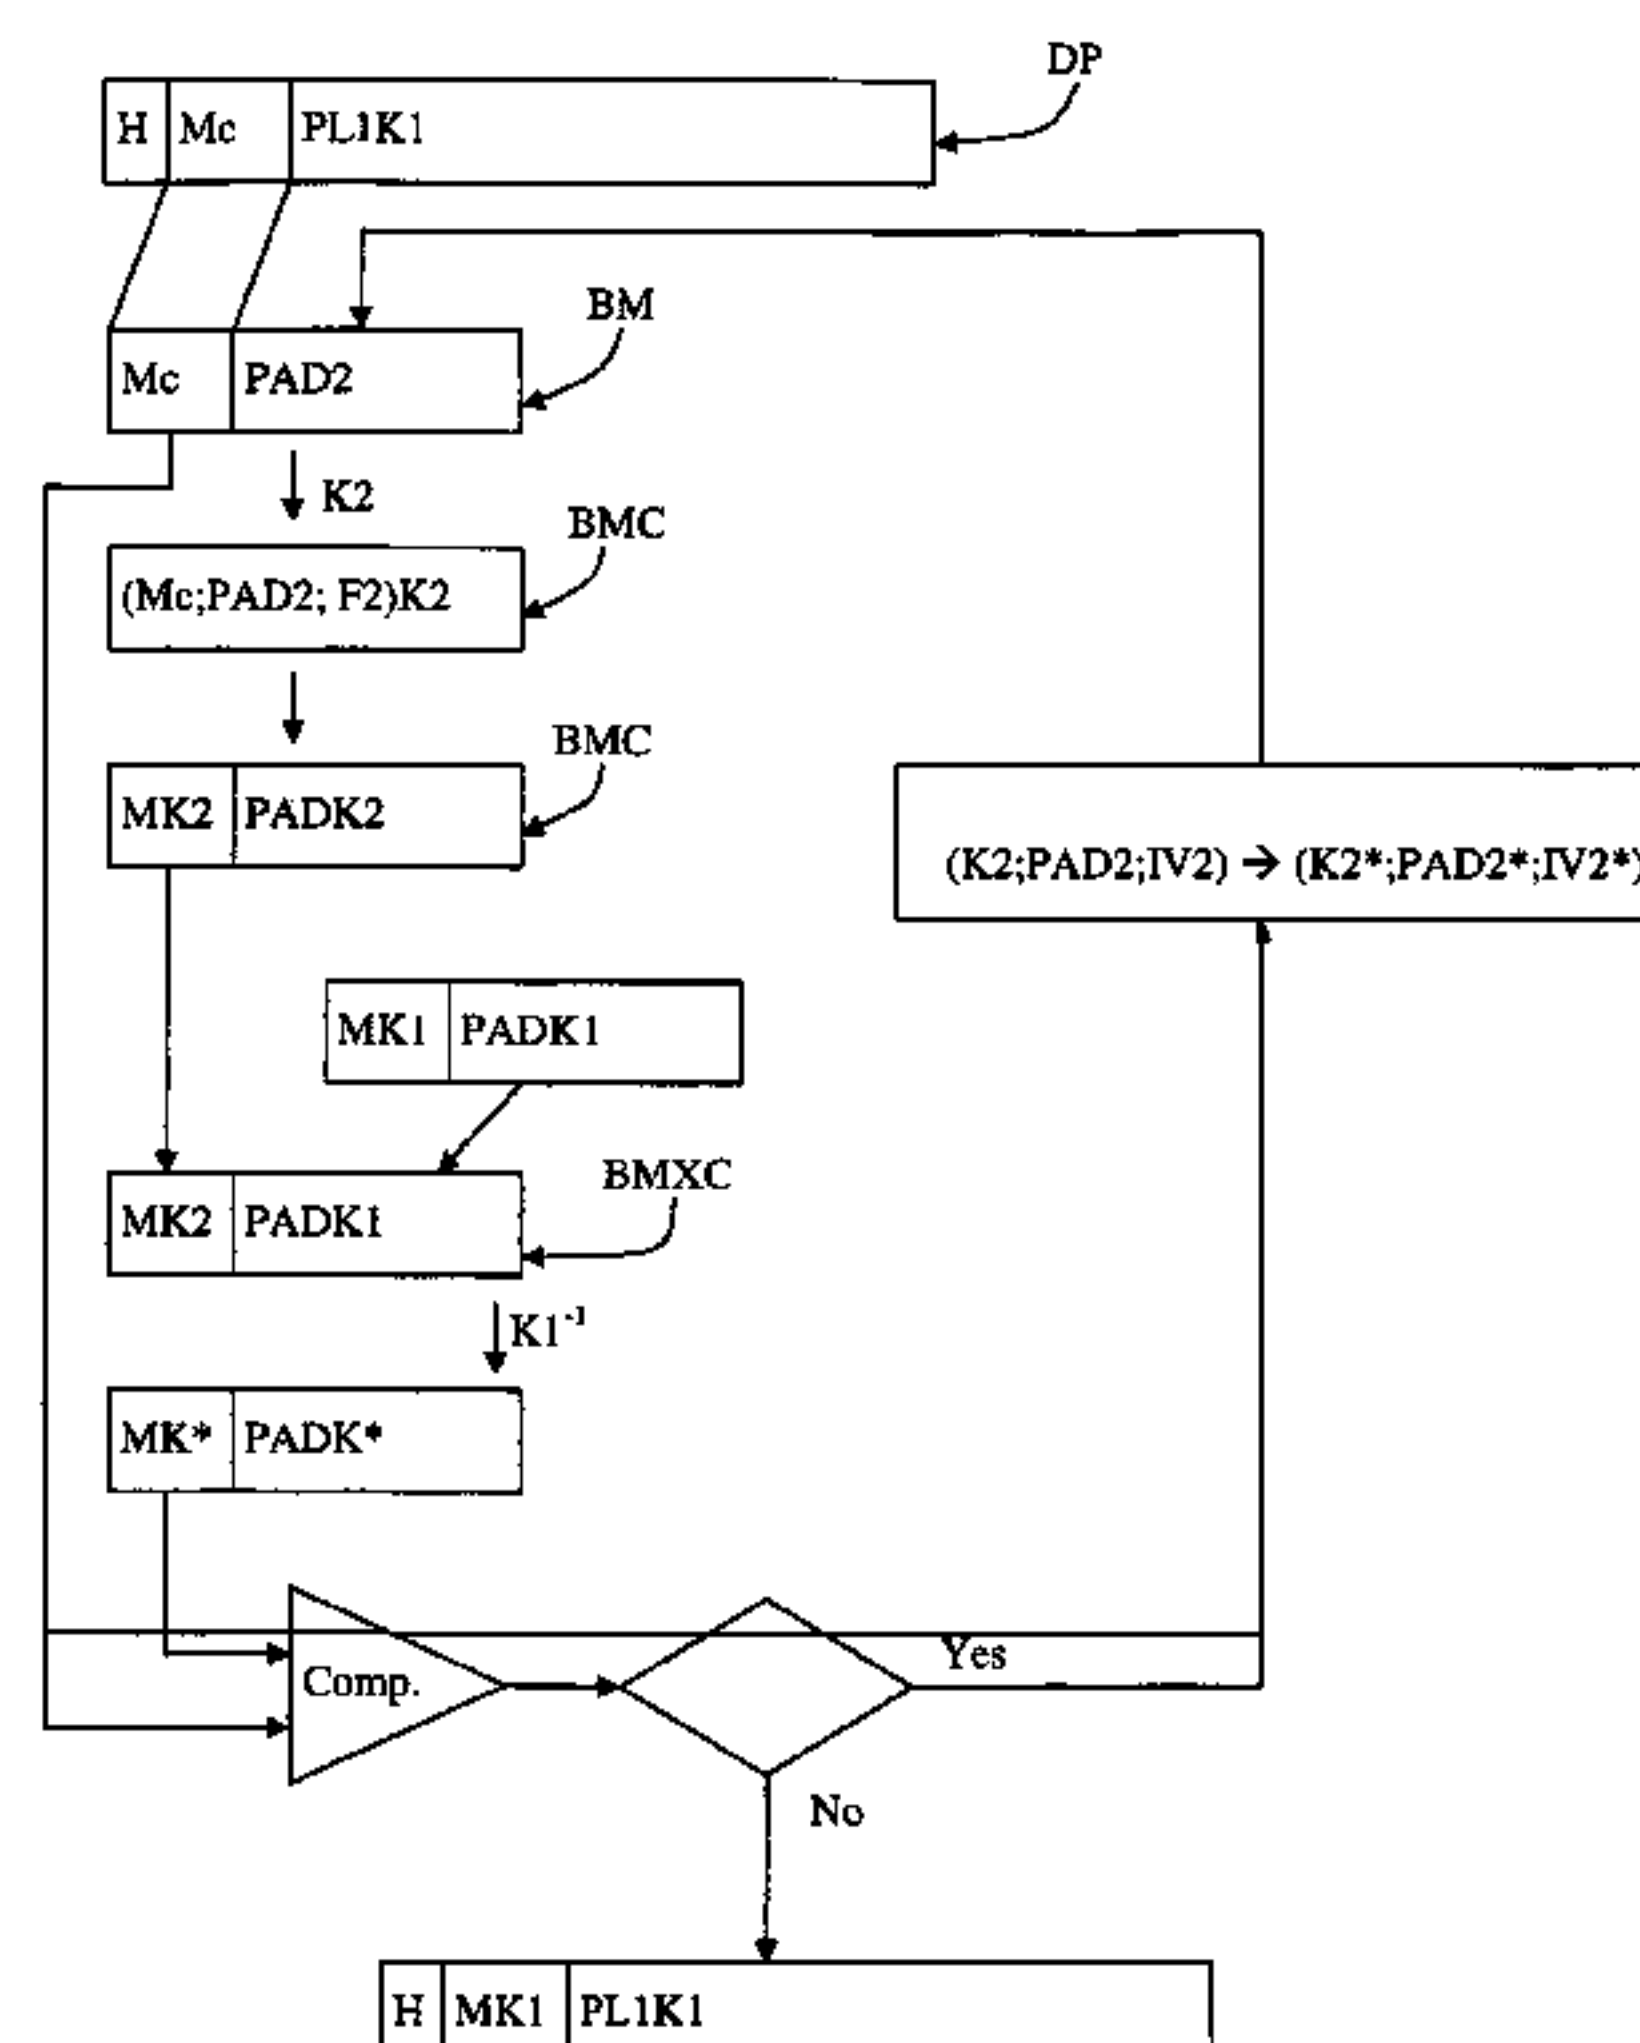 DP
H Mc PL1K1
BM
Mc PAD2
K2
BMC
(Mc;PAD2; F2)K2
BMC
MK2 PADK2
(K2;PAD2;IV2) → (K2*;PAD2*;IV2*)
MK1 PADK1
BMXC
MK2 PADK1
K1⁻¹
MK* PADK*
Yes
Comp.
No
H MK1 PL1K1